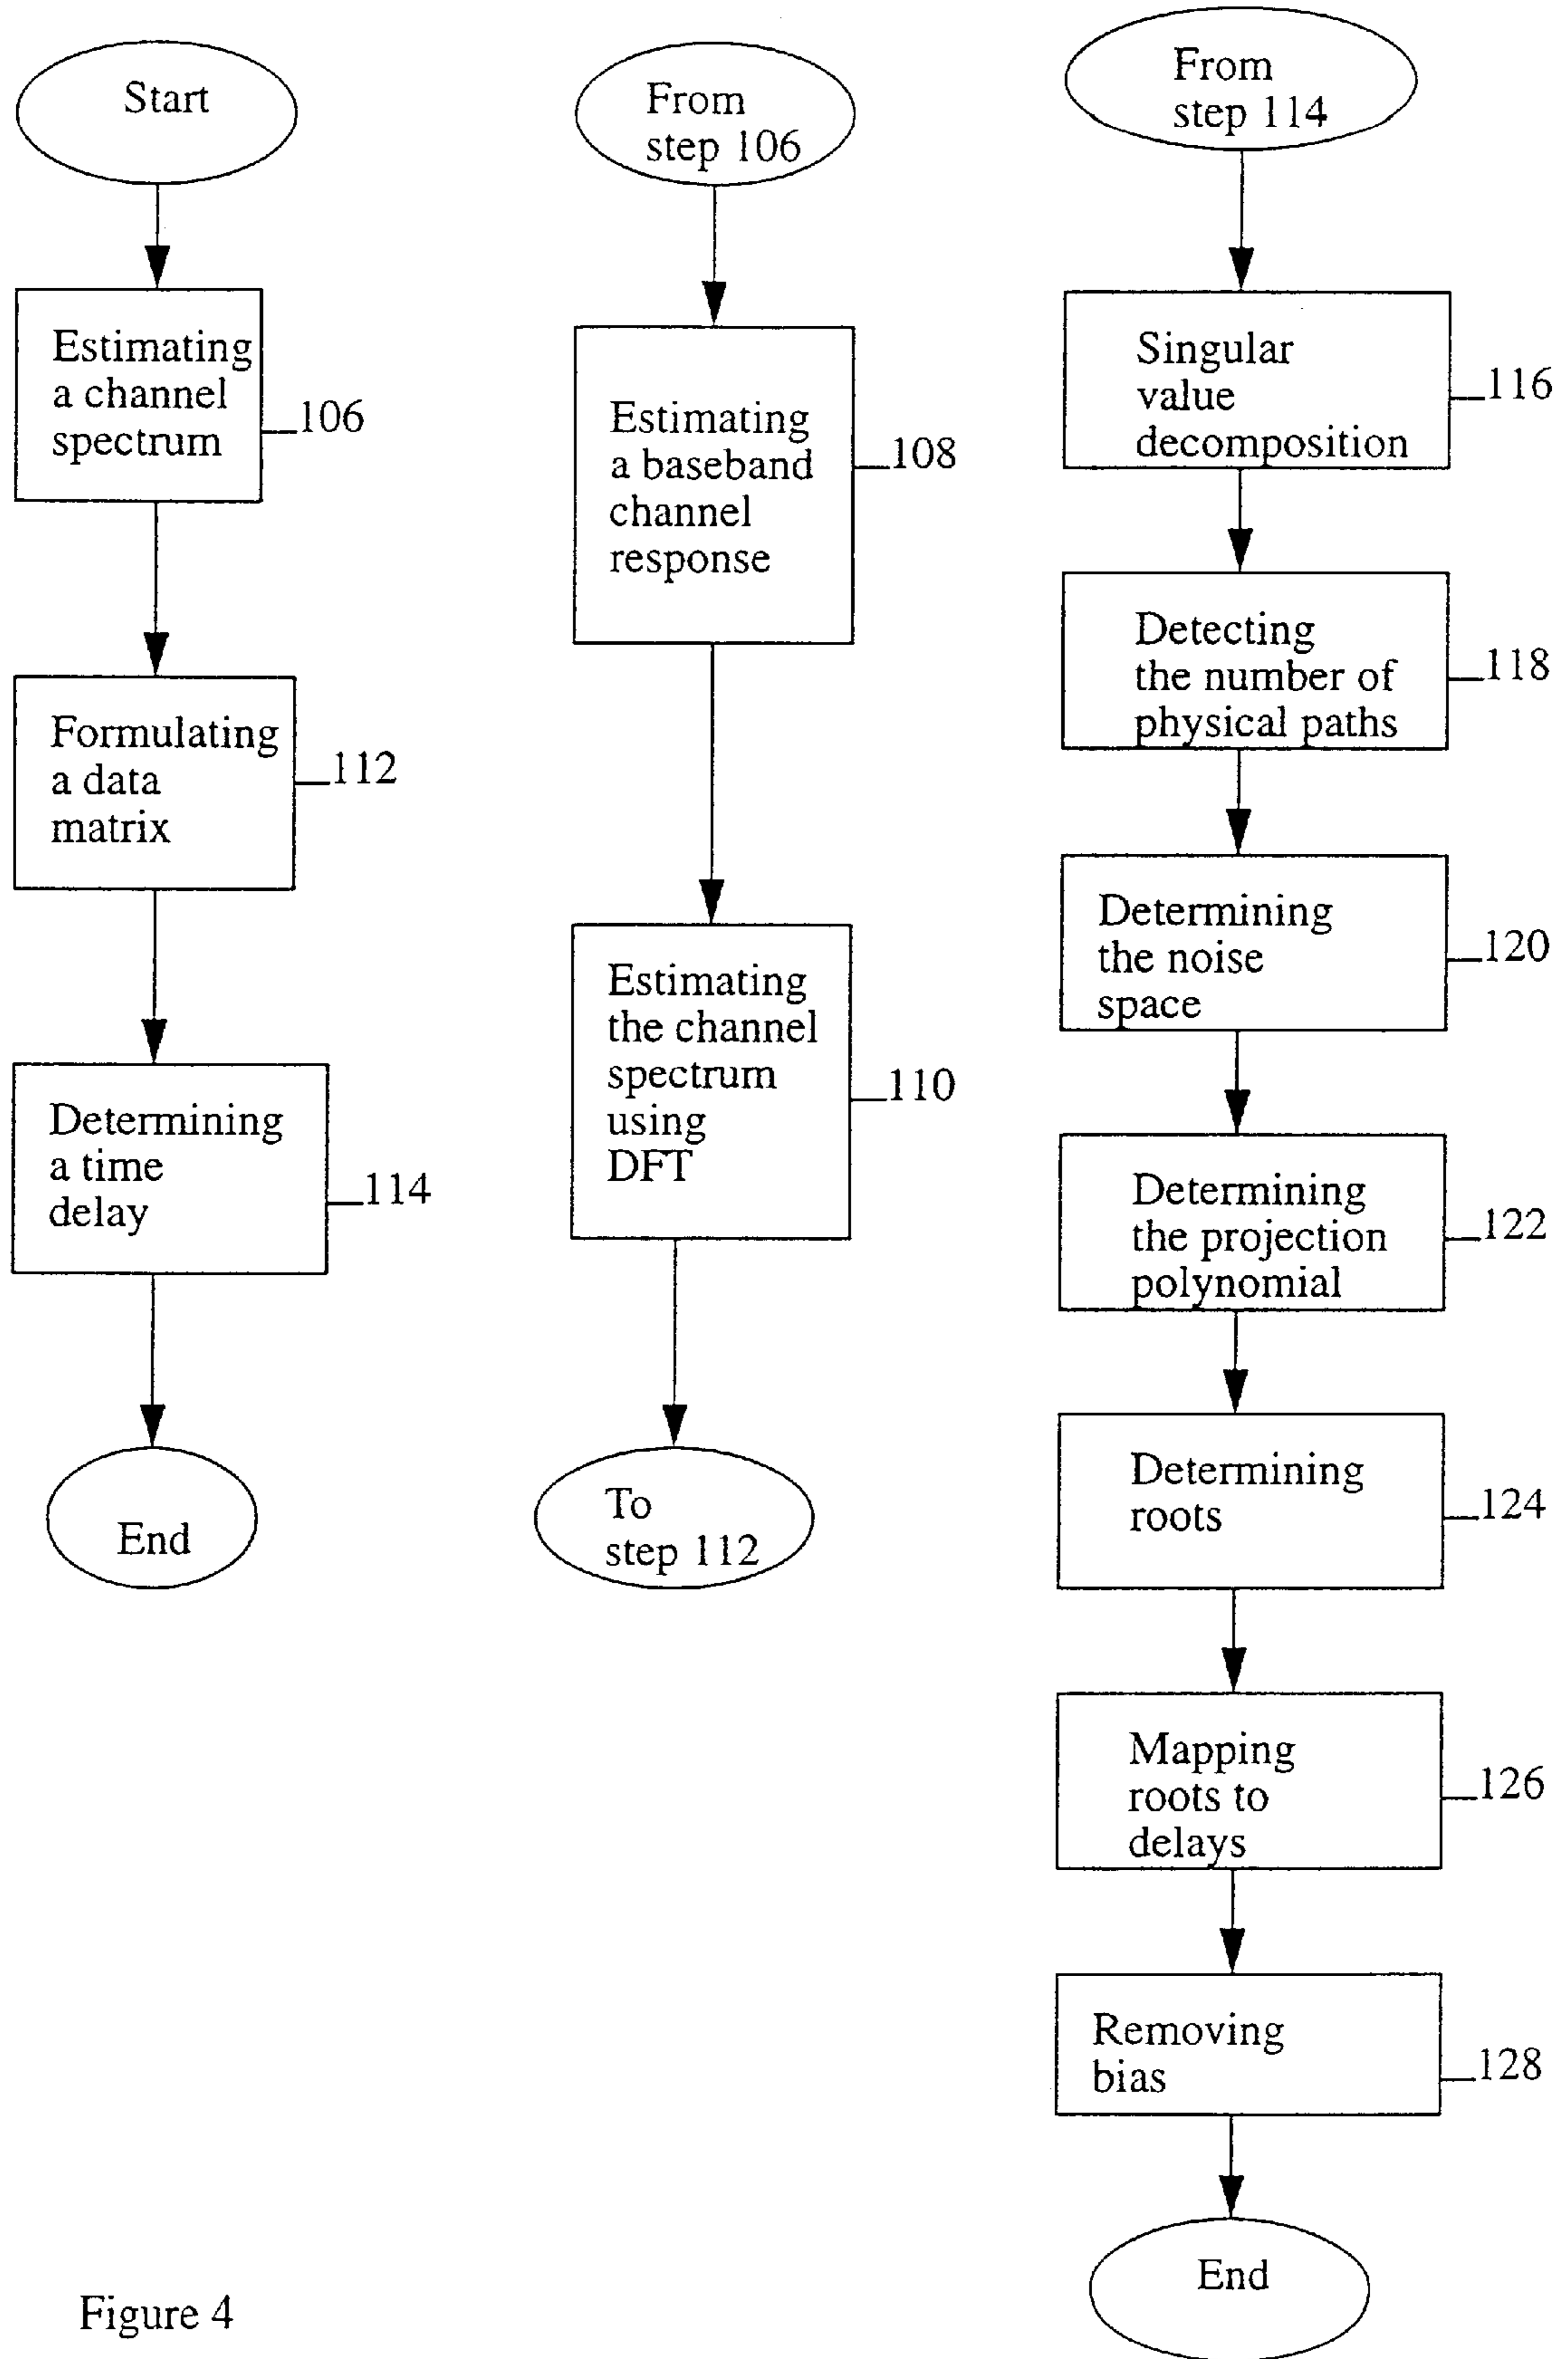 Start
Estimating
a channel
spectrum
106
Formulating
a data
matrix
112
Determining
a time
delay
114
End
From
step 106
Estimating
a baseband
channel
response
108
Estimating
the channel
spectrum
using
DFT
110
To
step 112
From
step 114
Singular
value
decomposition
116
Detecting
the number of
physical paths
118
Determining
the noise
space
120
Determining
the projection
polynomial
122
Determining
roots
124
Mapping
roots to
delays
126
Removing
bias
128
End
Figure 4